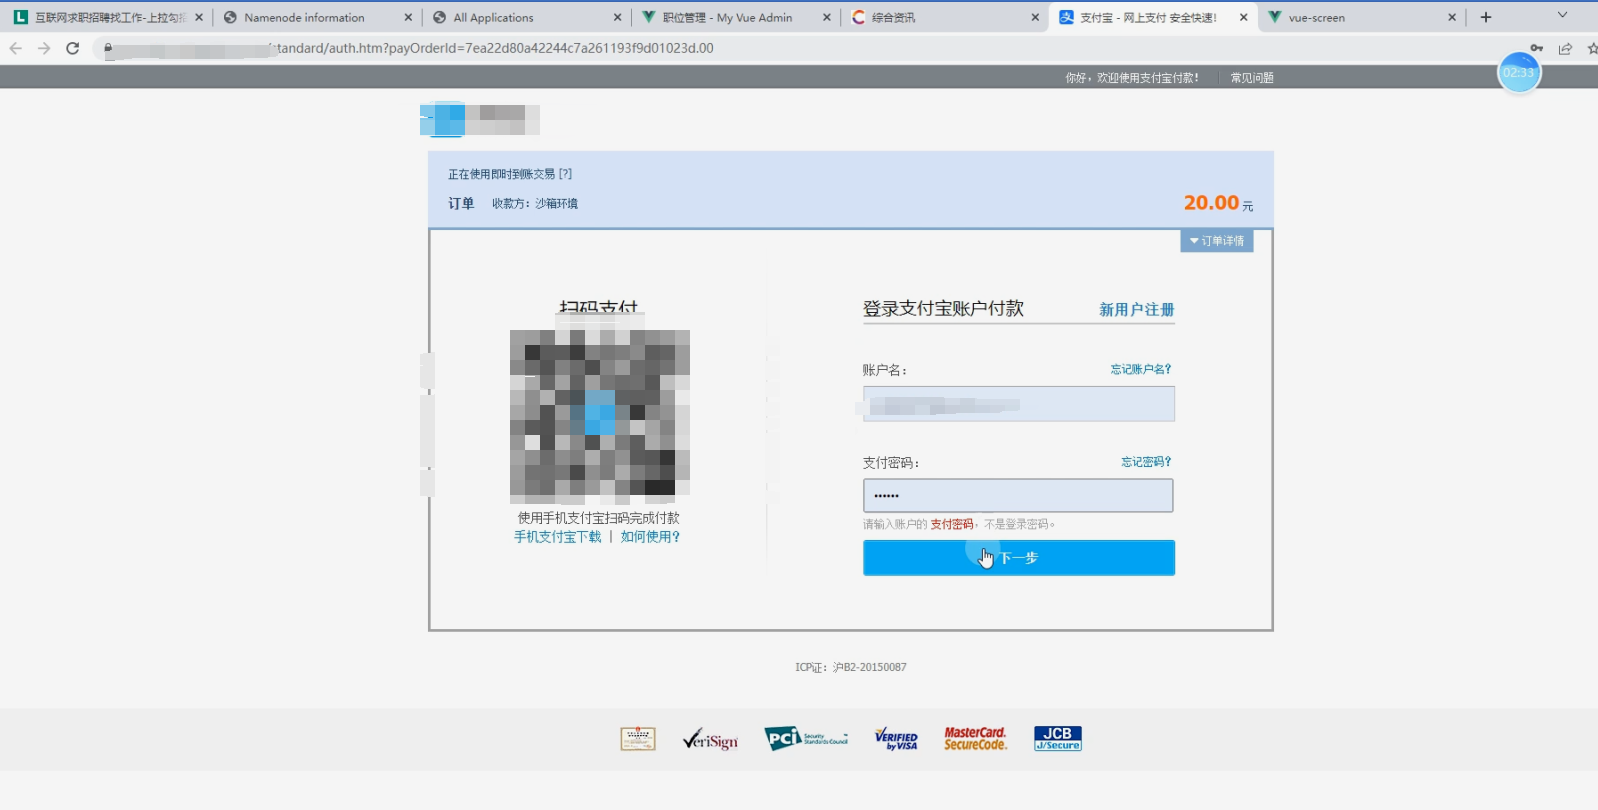 互联网求职招聘找工作-上拉勾
Namenode information
All Applications
职位管理 - My Vue Admin
综合资讯
支付宝 - 网上支付 安全快速!
vue-screen
standard/auth.htm?payOrderId=7ea22d80a42244c7a261193f9d01023d.00
你好，欢迎使用支付宝付款！
常见问题
02:33
正在使用即时到账交易 [?]
订单 收款方：沙箱环境
20.00 元
订单详情
扫码支付
使用手机支付宝扫码完成付款
手机支付宝下载 | 如何使用?
登录支付宝账户付款
新用户注册
账户名：
忘记账户名?
支付密码：
忘记密码?
••••••
请输入账户的 支付密码，不是登录密码。
下一步
ICP证：沪B2-20150087
VeriSign
PCI Security Standards Council
VERIFIED by VISA
MasterCard. SecureCode.
JCB J/Secure